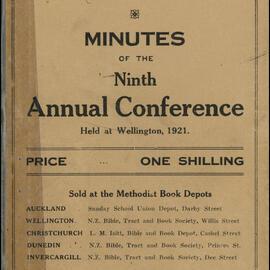 MINUTES
OF THE
Ninth
Annual Conference
Held at Wellington, 1921.
PRICE ... ONE SHILLING
Sold at the Methodist Book Depots
AUCKLAND Sunday School Union Depot, Darby Street
WELLINGTON N.Z. Bible, Tract and Book Society, Willis Street
CHRISTCHURCH L. M. Isitt, Bible and Book Depot, Cashel Street
DUNEDIN N.Z. Bible, Tract and Book Society, Princes St.
INVERCARGILL N.Z. Bible, Tract and Book Society, Dee Street